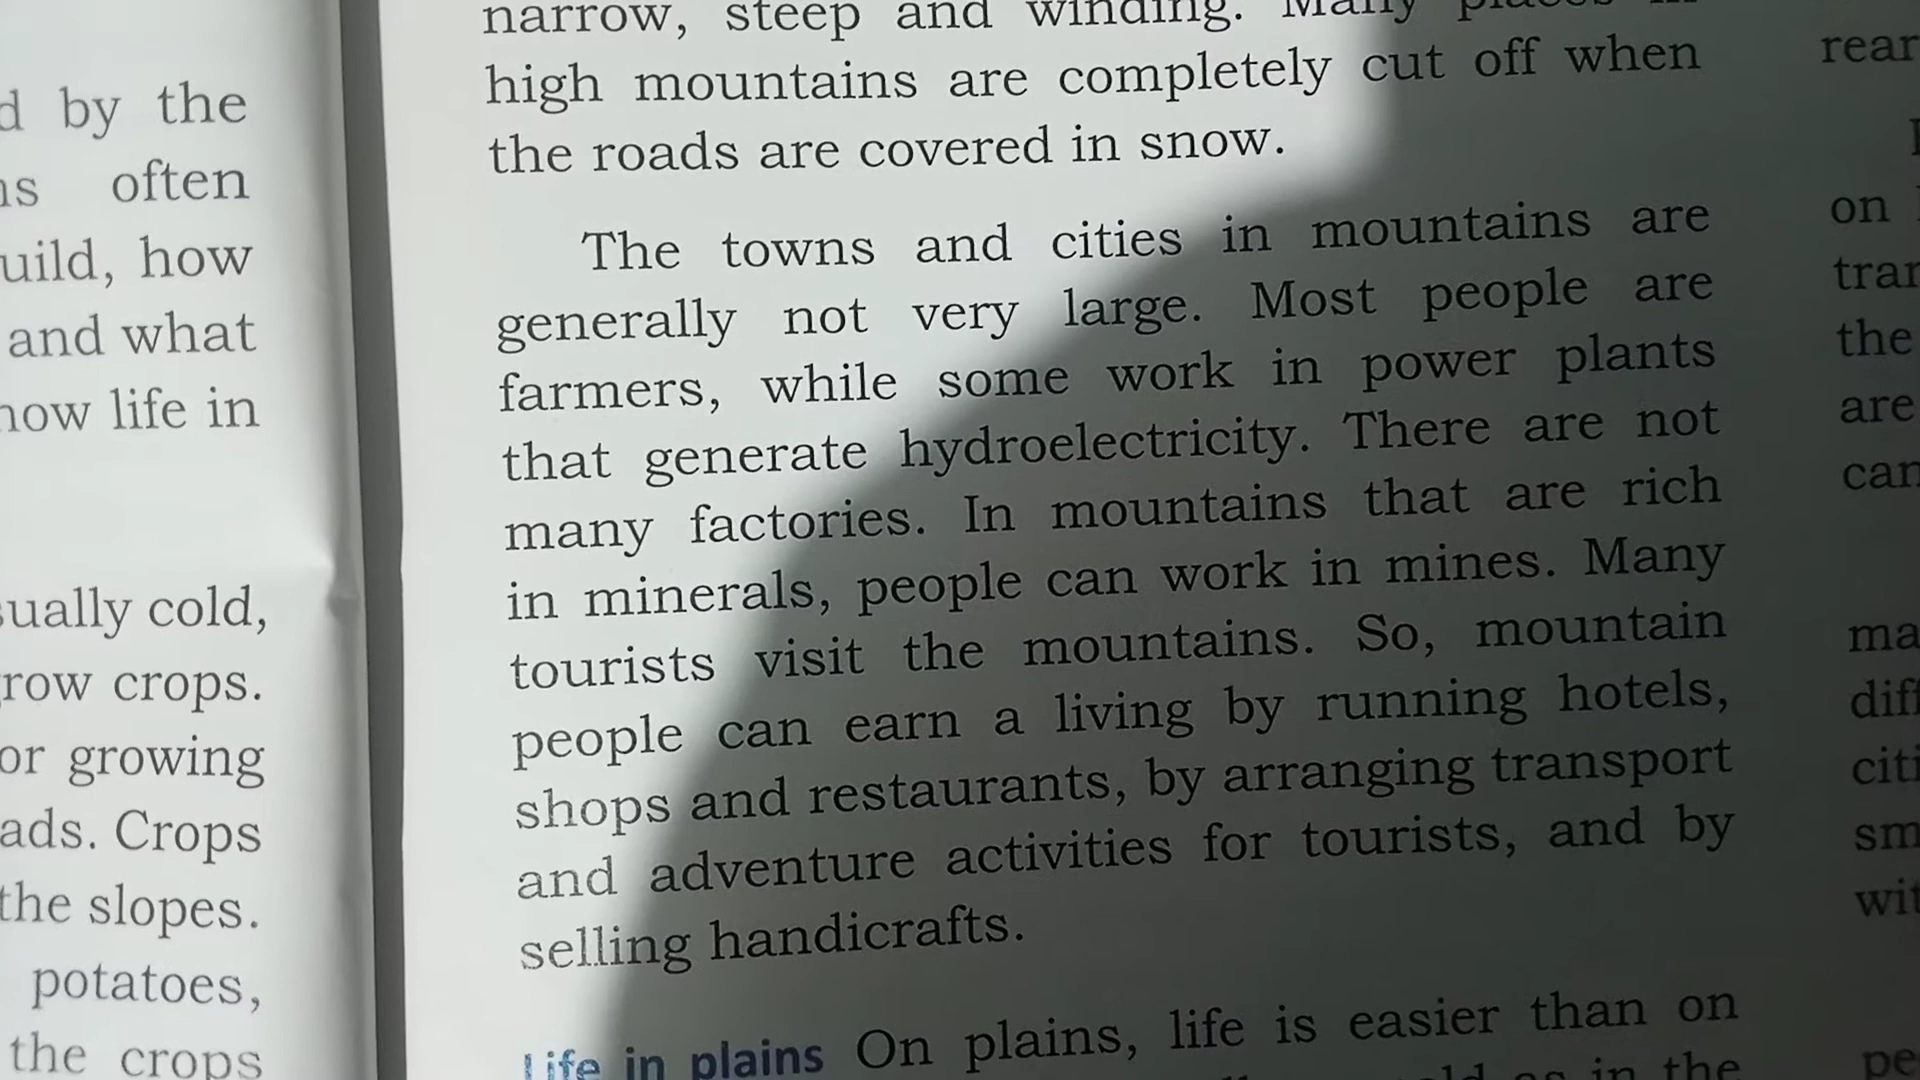 by the
often
how
and what
life in
cold,
crops.
growing
Crops
the slopes.
potatoes,
the crops
narrow, steep and winding. Many places in
high mountains are completely cut off when
the roads are covered in snow.
The towns and cities in mountains are
generally not very large. Most people are
farmers, while some work in power plants
that generate hydroelectricity. There are not
many factories. In mountains that are rich
in minerals, people can work in mines. Many
tourists visit the mountains. So, mountain
people can earn a living by running hotels,
shops and restaurants, by arranging transport
and adventure activities for tourists, and by
selling handicrafts.
Life in plains On plains, life is easier than on
as in the
on
the
are